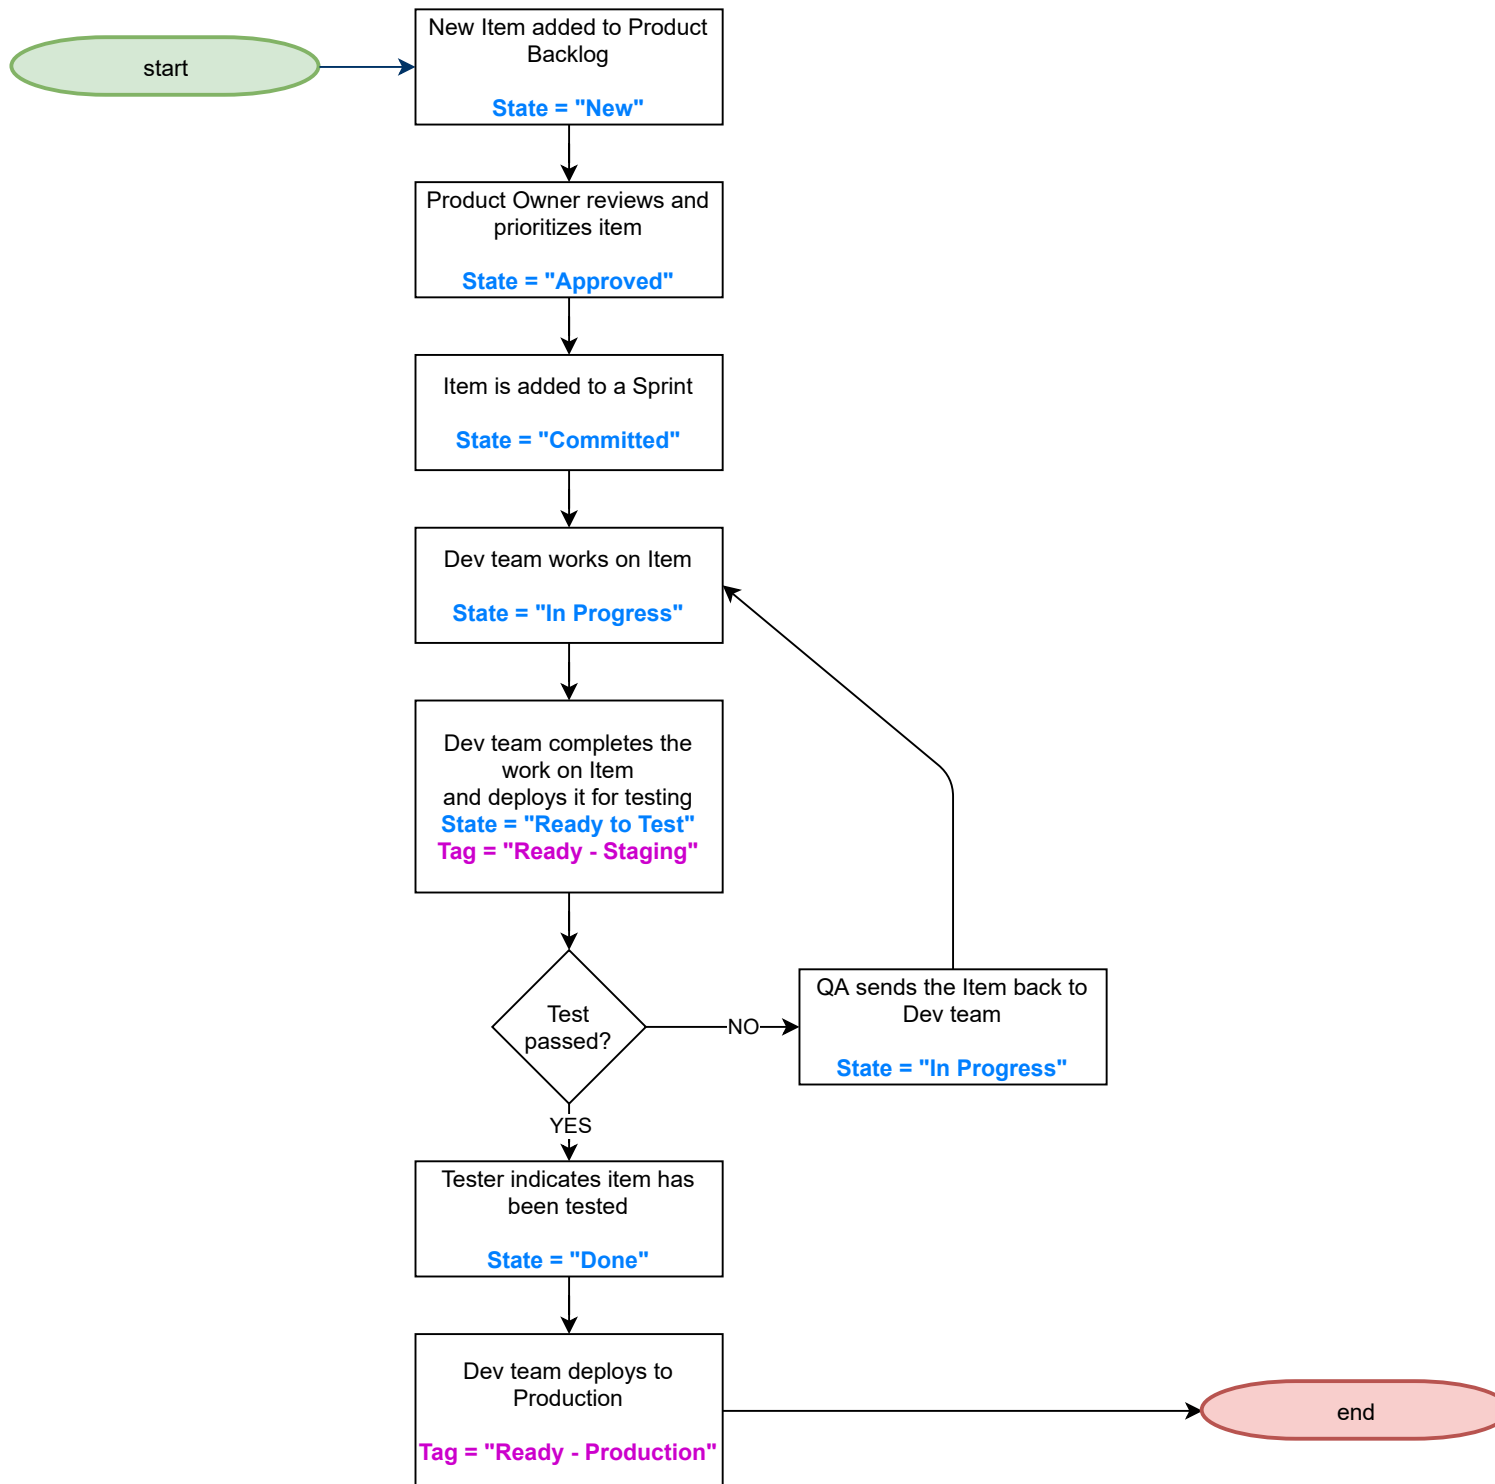 start
New Item added to Product
Backlog
State = "New"
Product Owner reviews and
prioritizes item
State = "Approved"
Item is added to a Sprint
State = "Committed"
Dev team works on Item
State = "In Progress"
Dev team completes the
work on Item
and deploys it for testing
State = "Ready to Test"
Tag = "Ready - Staging"
Test
passed?
NO
QA sends the Item back to
Dev team
State = "In Progress"
YES
Tester indicates item has
been tested
State = "Done"
Dev team deploys to
Production
Tag = "Ready - Production"
end